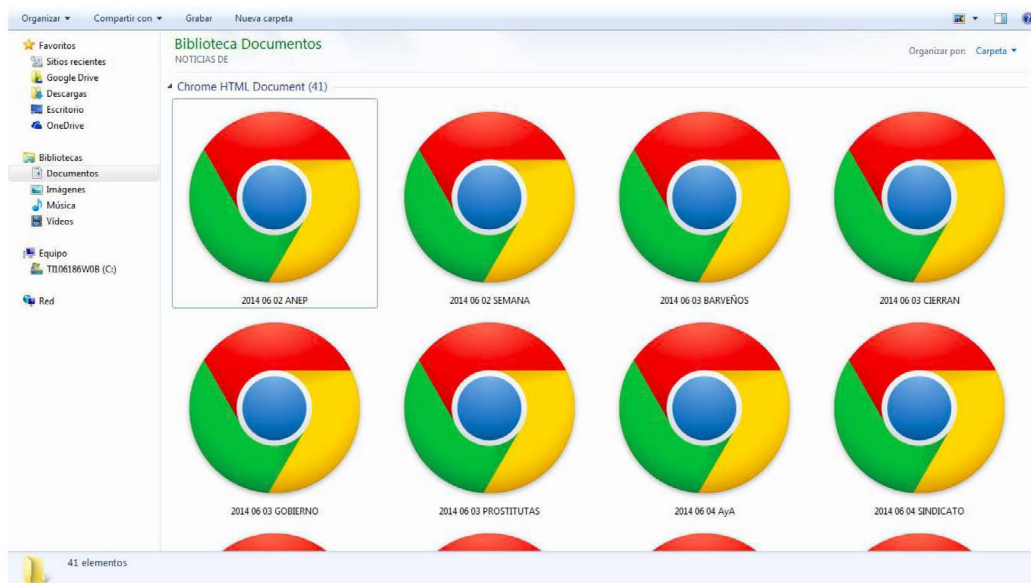 Organizar Compartir con Grabar Nueva carpeta
Favoritos
Sitios recientes
Google Drive
Descargas
Escritorio
OneDrive
Bibliotecas
Documentos
Imágenes
Música
Vídeos
Equipo
TI106186W0B (C:)
Red
Biblioteca Documentos
NOTICIAS DE
Organizar por: Carpeta
Chrome HTML Document (41)
2014 06 02 ANEP
2014 06 02 SEMANA
2014 06 03 BARVEÑOS
2014 06 03 CIERRAN
2014 06 03 GOBIERNO
2014 06 03 PROSTITUTAS
2014 06 04 AyA
2014 06 04 SINDICATO
41 elementos